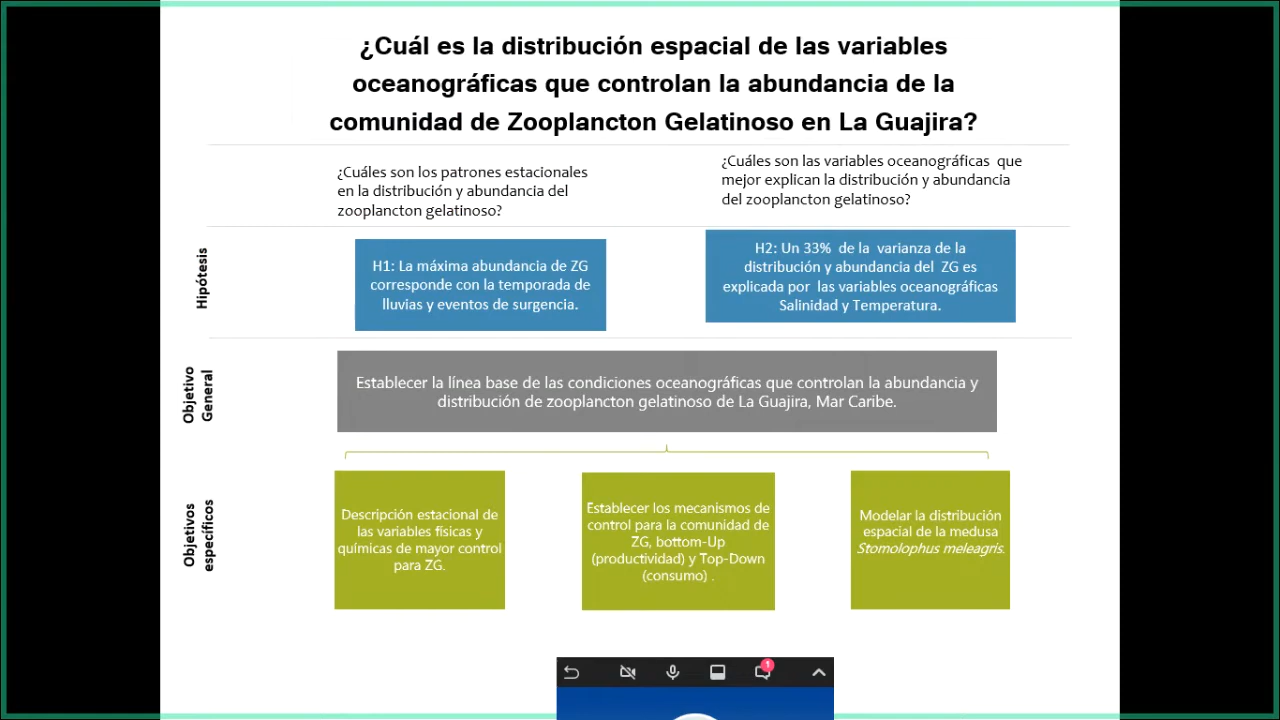 ¿Cuál es la distribución espacial de las variables
oceanográficas que controlan la abundancia de la
comunidad de Zooplancton Gelatinoso en La Guajira?
¿Cuáles son los patrones estacionales
en la distribución y abundancia del
zooplancton gelatinoso?
¿Cuáles son las variables oceanográficas que
mejor explican la distribución y abundancia
del zooplancton gelatinoso?
Hipótesis
H1: La máxima abundancia de ZG
corresponde con la temporada de
lluvias y eventos de surgencia.
H2: Un 33% de la varianza de la
distribución y abundancia del ZG es
explicada por las variables oceanográficas
Salinidad y Temperatura.
Objetivo
General
Establecer la línea base de las condiciones oceanográficas que controlan la abundancia y
distribución de zooplancton gelatinoso de La Guajira, Mar Caribe.
Objetivos
específicos
Descripción estacional de
las variables físicas y
químicas de mayor control
para ZG.
Establecer los mecanismos de
control para la comunidad de
ZG, bottom-Up
(productividad) y Top-Down
(consumo) .
Modelar la distribución
espacial de la medusa
Stomolophus meleagris.
1